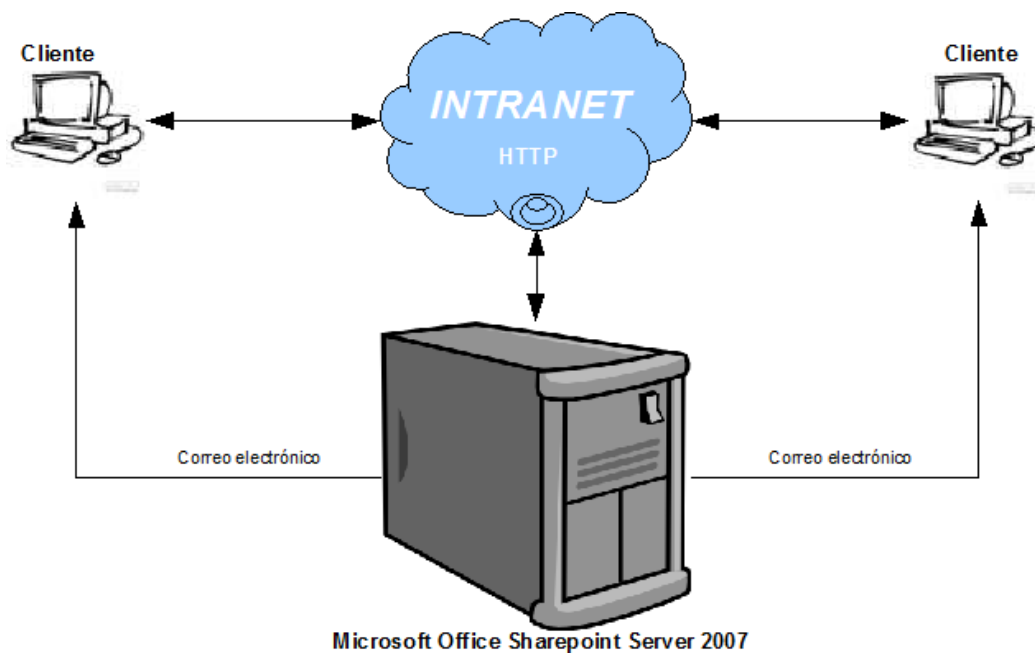 Cliente
Cliente
INTRANET
HTTP
Correo electrónico
Correo electrónico
Microsoft Office Sharepoint Server 2007